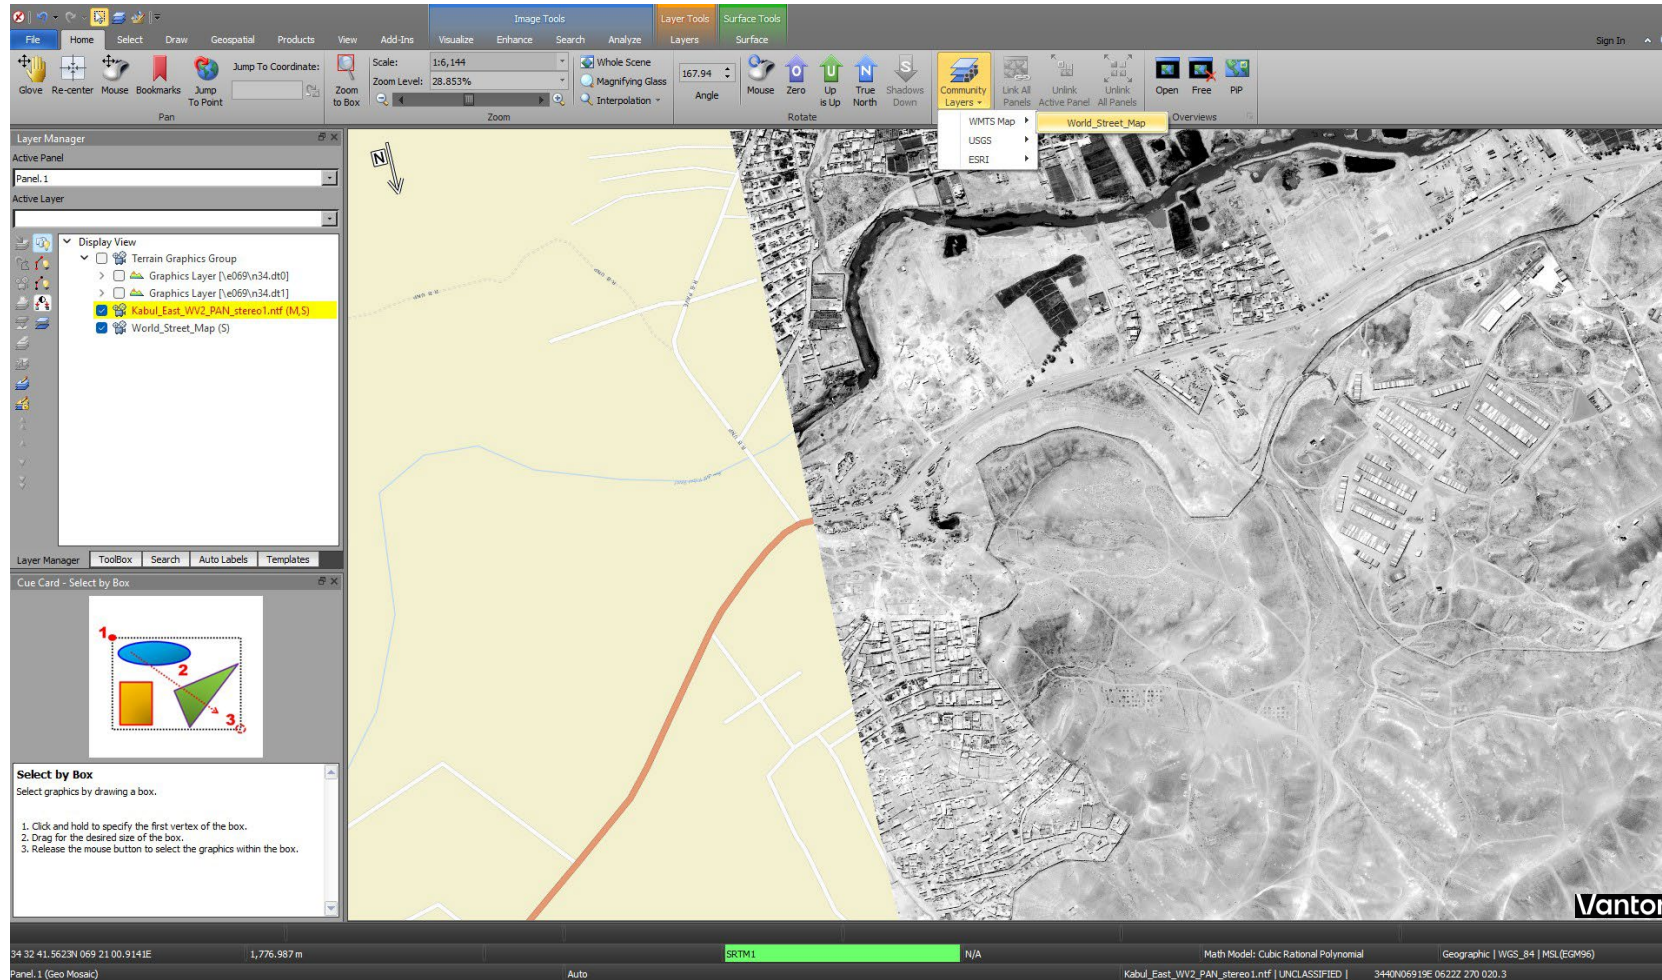 Image Tools
Layer Tools
Surface Tools
File Home Select Draw Geospatial Products View Add-Ins Visualize Enhance Search Analyze Layers Surface Sign In
Glove Re-center Mouse Bookmarks Jump To Point
Jump To Coordinate:
Pan
Zoom to Box
Scale: 1:6,144
Zoom Level: 28.853%
Whole Scene
Magnifying Glass
Interpolation
Zoom
167.94
Angle
Mouse Zero Up is Up True North Shadows Down
Rotate
Community Layers
Link All Panels Unlink Active Panel Unlink All Panels
Open Free PiP
Overviews
WMTS Map
USGS
ESRI
World_Street_Map
Layer Manager
Active Panel
Panel.1
Active Layer
Display View
Terrain Graphics Group
Graphics Layer [\e069\n34.dt0]
Graphics Layer [\e069\n34.dt1]
Kabul_East_WV2_PAN_stereo1.ntf (M,S)
World_Street_Map (S)
Layer Manager ToolBox Search Auto Labels Templates
Cue Card - Select by Box
1.
2
3
Select by Box
Select graphics by drawing a box.
1. Click and hold to specify the first vertex of the box.
2. Drag for the desired size of the box.
3. Release the mouse button to select the graphics within the box.
N
Vantor
34 32 41.5623N 069 21 00.9141E
1,776.987 m
SRTM1
N/A
Math Model: Cubic Rational Polynomial
Geographic | WGS_84 | MSL(EGM96)
Panel.1 (Geo Mosaic)
Auto
Kabul_East_WV2_PAN_stereo1.ntf | UNCLASSIFIED |
3440N06919E 0622Z 270 020.3